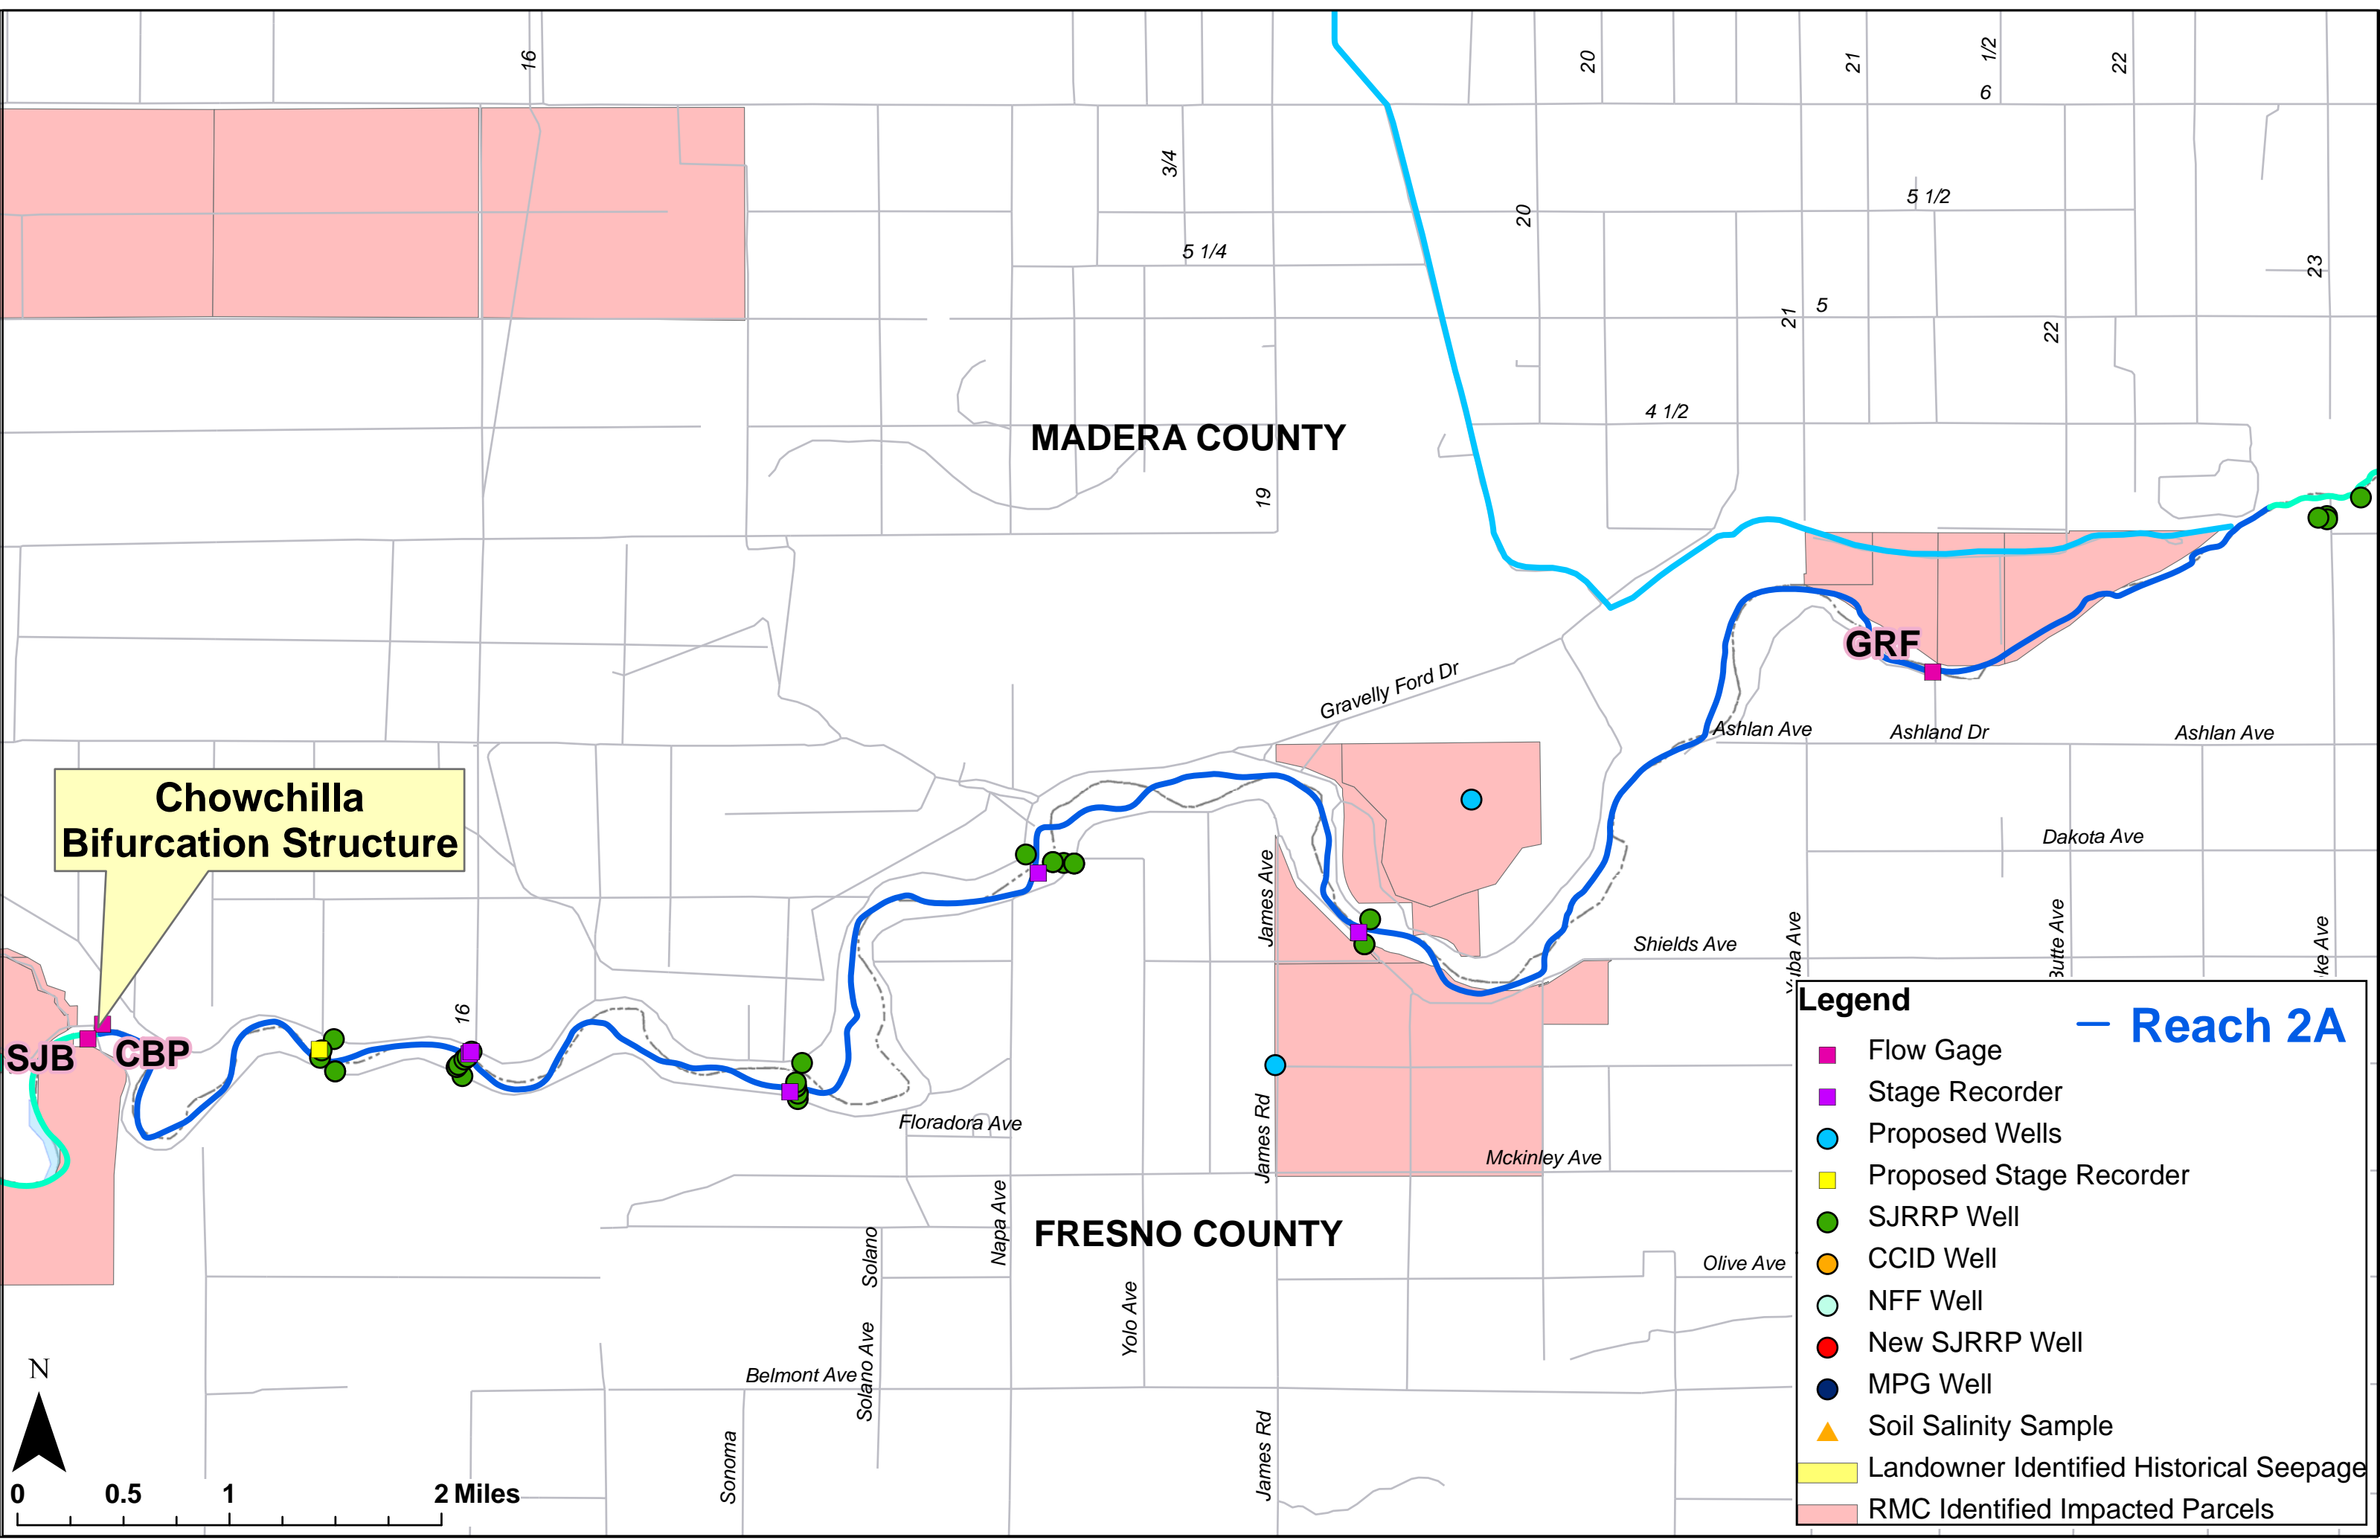 16
20
21
1/2
22
6
3/4
20
5 1/2
5 1/4
23
21
5
22
4 1/2
MADERA COUNTY
19
GRF
Gravelly Ford Dr
Ashlan Ave
Ashland Dr
Ashlan Ave
Chowchilla
Bifurcation Structure
Dakota Ave
James Ave
Shields Ave
Butte Ave
ke Ave
16
SJB
CBP
Floradora Ave
James Rd
Mckinley Ave
Napa Ave
Solano
FRESNO COUNTY
Olive Ave
Yolo Ave
Solano Ave
Belmont Ave
Sonoma
James Rd
N
0
0.5
1
2 Miles
Legend
Reach 2A
Flow Gage
Stage Recorder
Proposed Wells
Proposed Stage Recorder
SJRRP Well
CCID Well
NFF Well
New SJRRP Well
MPG Well
Soil Salinity Sample
Landowner Identified Historical Seepage
RMC Identified Impacted Parcels